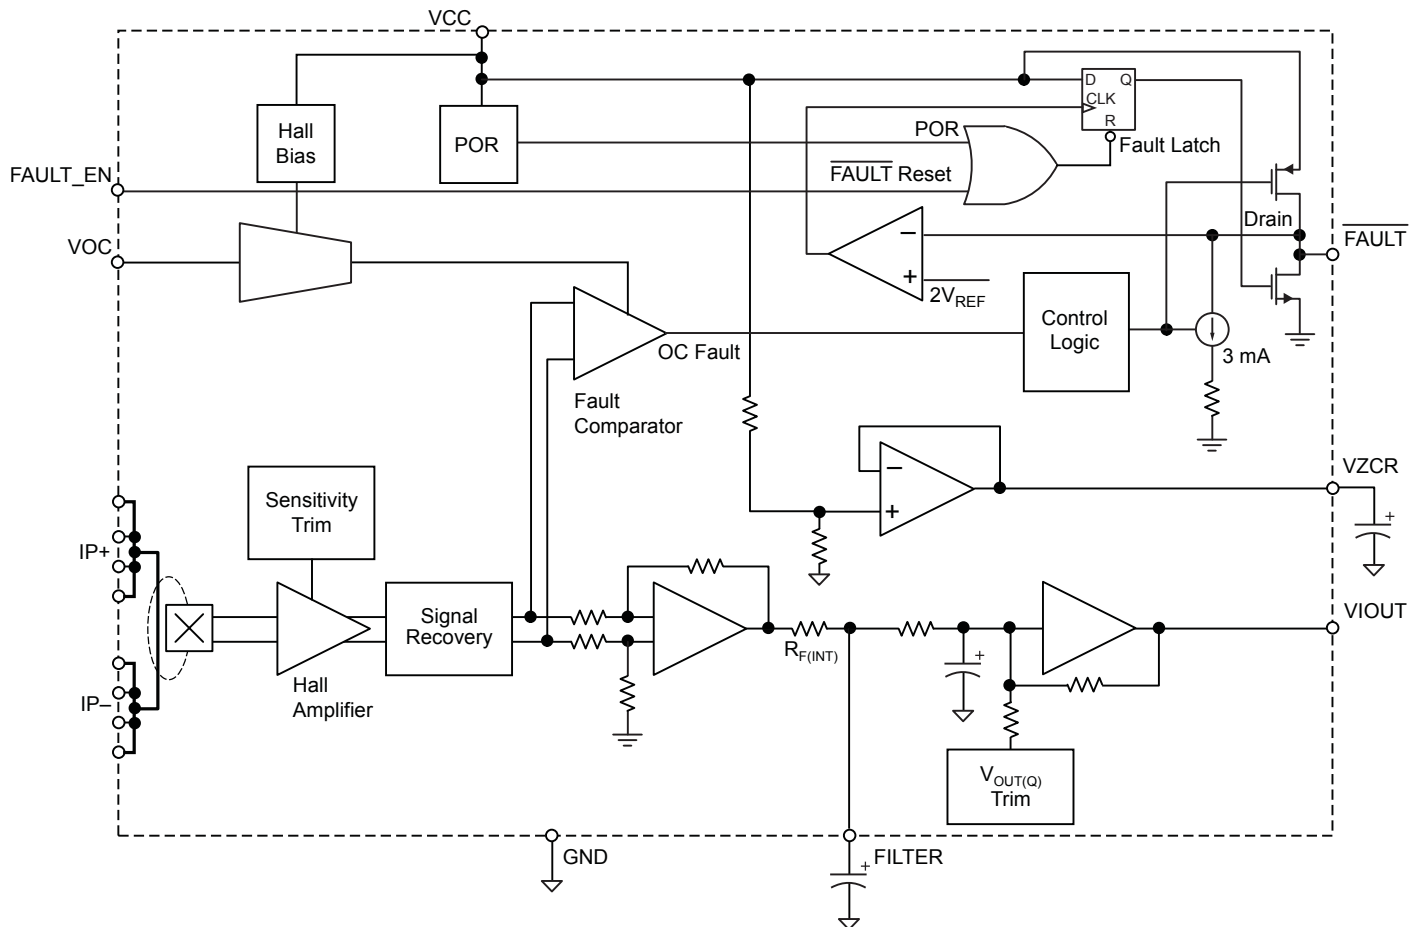 VCC
D Q
CLK
R
Fault Latch
Hall
Bias
POR
POR
FAULT_EN
FAULT Reset
VOC
Drain
FAULT
−
+
2VREF
Control
Logic
3 mA
OC Fault
Fault
Comparator
Sensitivity
Trim
−
+
VZCR
+
IP+
Signal
Recovery
VIOUT
RF(INT)
+
IP–
Hall
Amplifier
VOUT(Q)
Trim
GND
FILTER
+